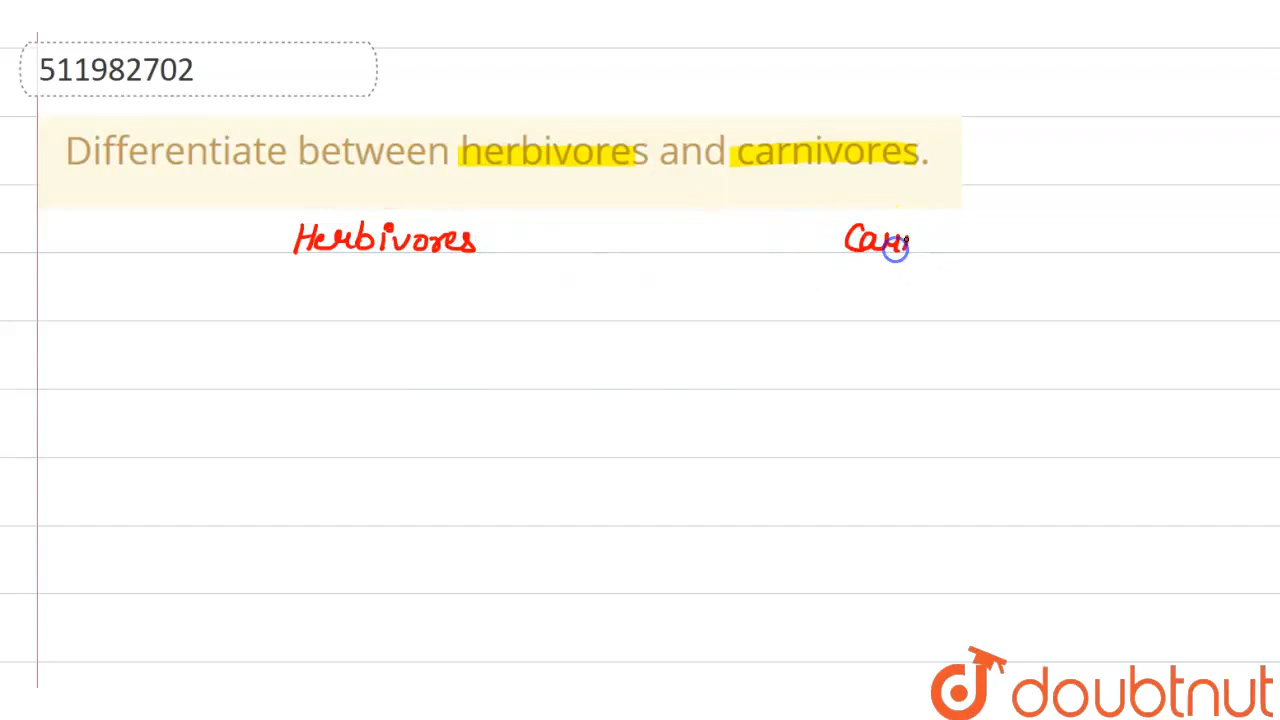 511982702
Differentiate between herbivores and carnivores.
Herbivores
doubtnut